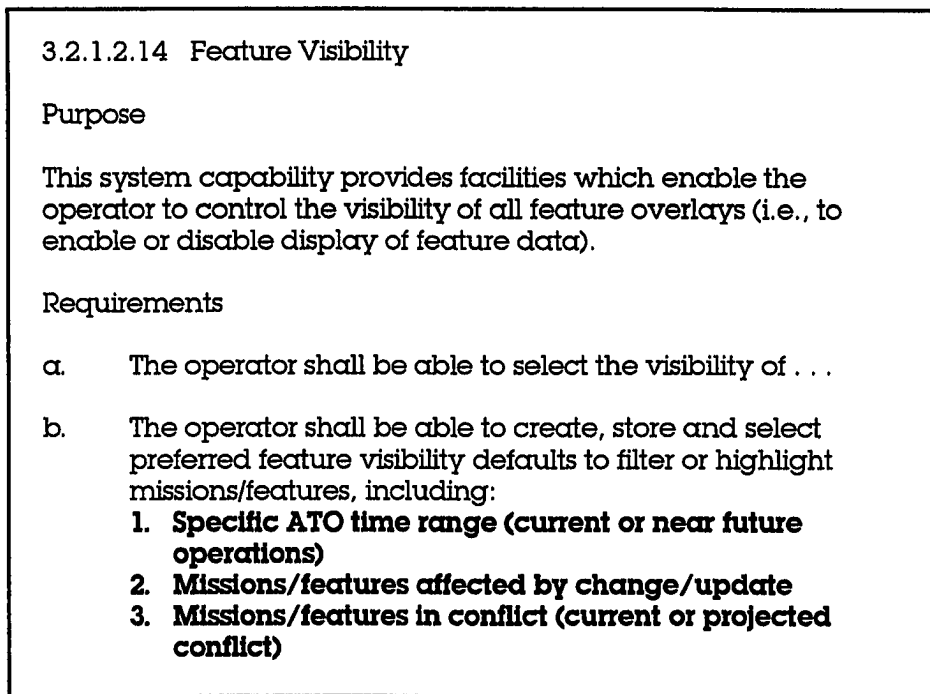 3.2.1.2.14 Feature Visibility
Purpose
This system capability provides facilities which enable the
operator to control the visibility of all feature overlays (i.e., to
enable or disable display of feature data).
Requirements
a. The operator shall be able to select the visibility of . . .
b. The operator shall be able to create, store and select
preferred feature visibility defaults to filter or highlight
missions/features, including:
1. Specific ATO time range (current or near future
operations)
2. Missions/features affected by change/update
3. Missions/features in conflict (current or projected
conflict)